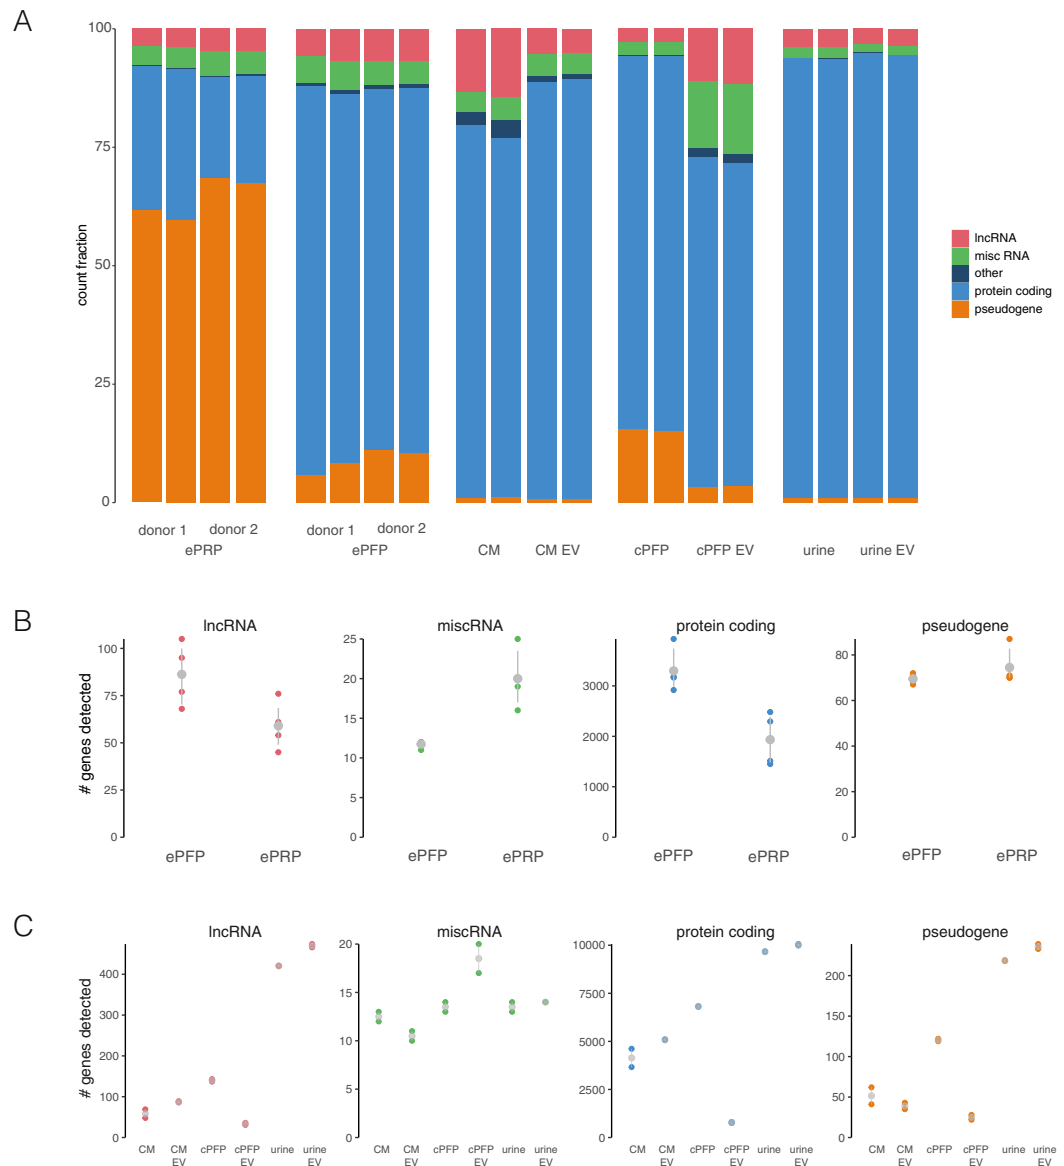 A
100
75
50
25
0
count fraction
donor 1
donor 2
donor 1
donor 2
ePRP
ePFP
CM
CM EV
cPFP
cPFP EV
urine
urine EV
lncRNA
misc RNA
other
protein coding
pseudogene
B
lncRNA
miscRNA
protein coding
pseudogene
# genes detected
100
75
50
25
0
25
20
15
10
5
0
3000
2000
1000
0
80
60
40
20
0
ePFP
ePRP
ePFP
ePRP
ePFP
ePRP
ePFP
ePRP
C
lncRNA
miscRNA
protein coding
pseudogene
# genes detected
400
300
200
100
0
20
15
10
5
0
10000
7500
5000
2500
0
200
150
100
50
0
CM
CM
EV
cPFP
cPFP
EV
urine
urine
EV
CM
CM
EV
cPFP
cPFP
EV
urine
urine
EV
CM
CM
EV
cPFP
cPFP
EV
urine
urine
EV
CM
CM
EV
cPFP
cPFP
EV
urine
urine
EV